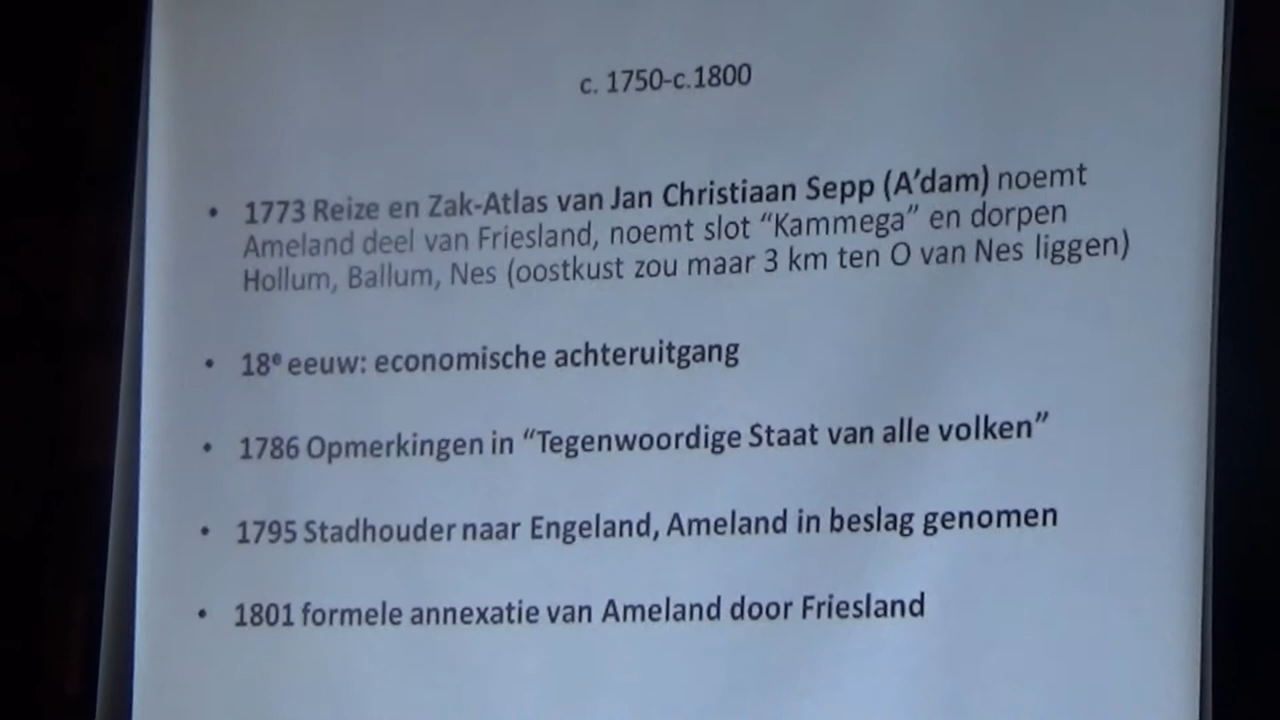 c. 1750-c.1800
• 1773 Reize en Zak-Atlas van Jan Christiaan Sepp (A’dam) noemt
Ameland deel van Friesland, noemt slot “Kammega” en dorpen
Hollum, Ballum, Nes (oostkust zou maar 3 km ten O van Nes liggen)
• 18e eeuw: economische achteruitgang
• 1786 Opmerkingen in “Tegenwoordige Staat van alle volken”
• 1795 Stadhouder naar Engeland, Ameland in beslag genomen
• 1801 formele annexatie van Ameland door Friesland